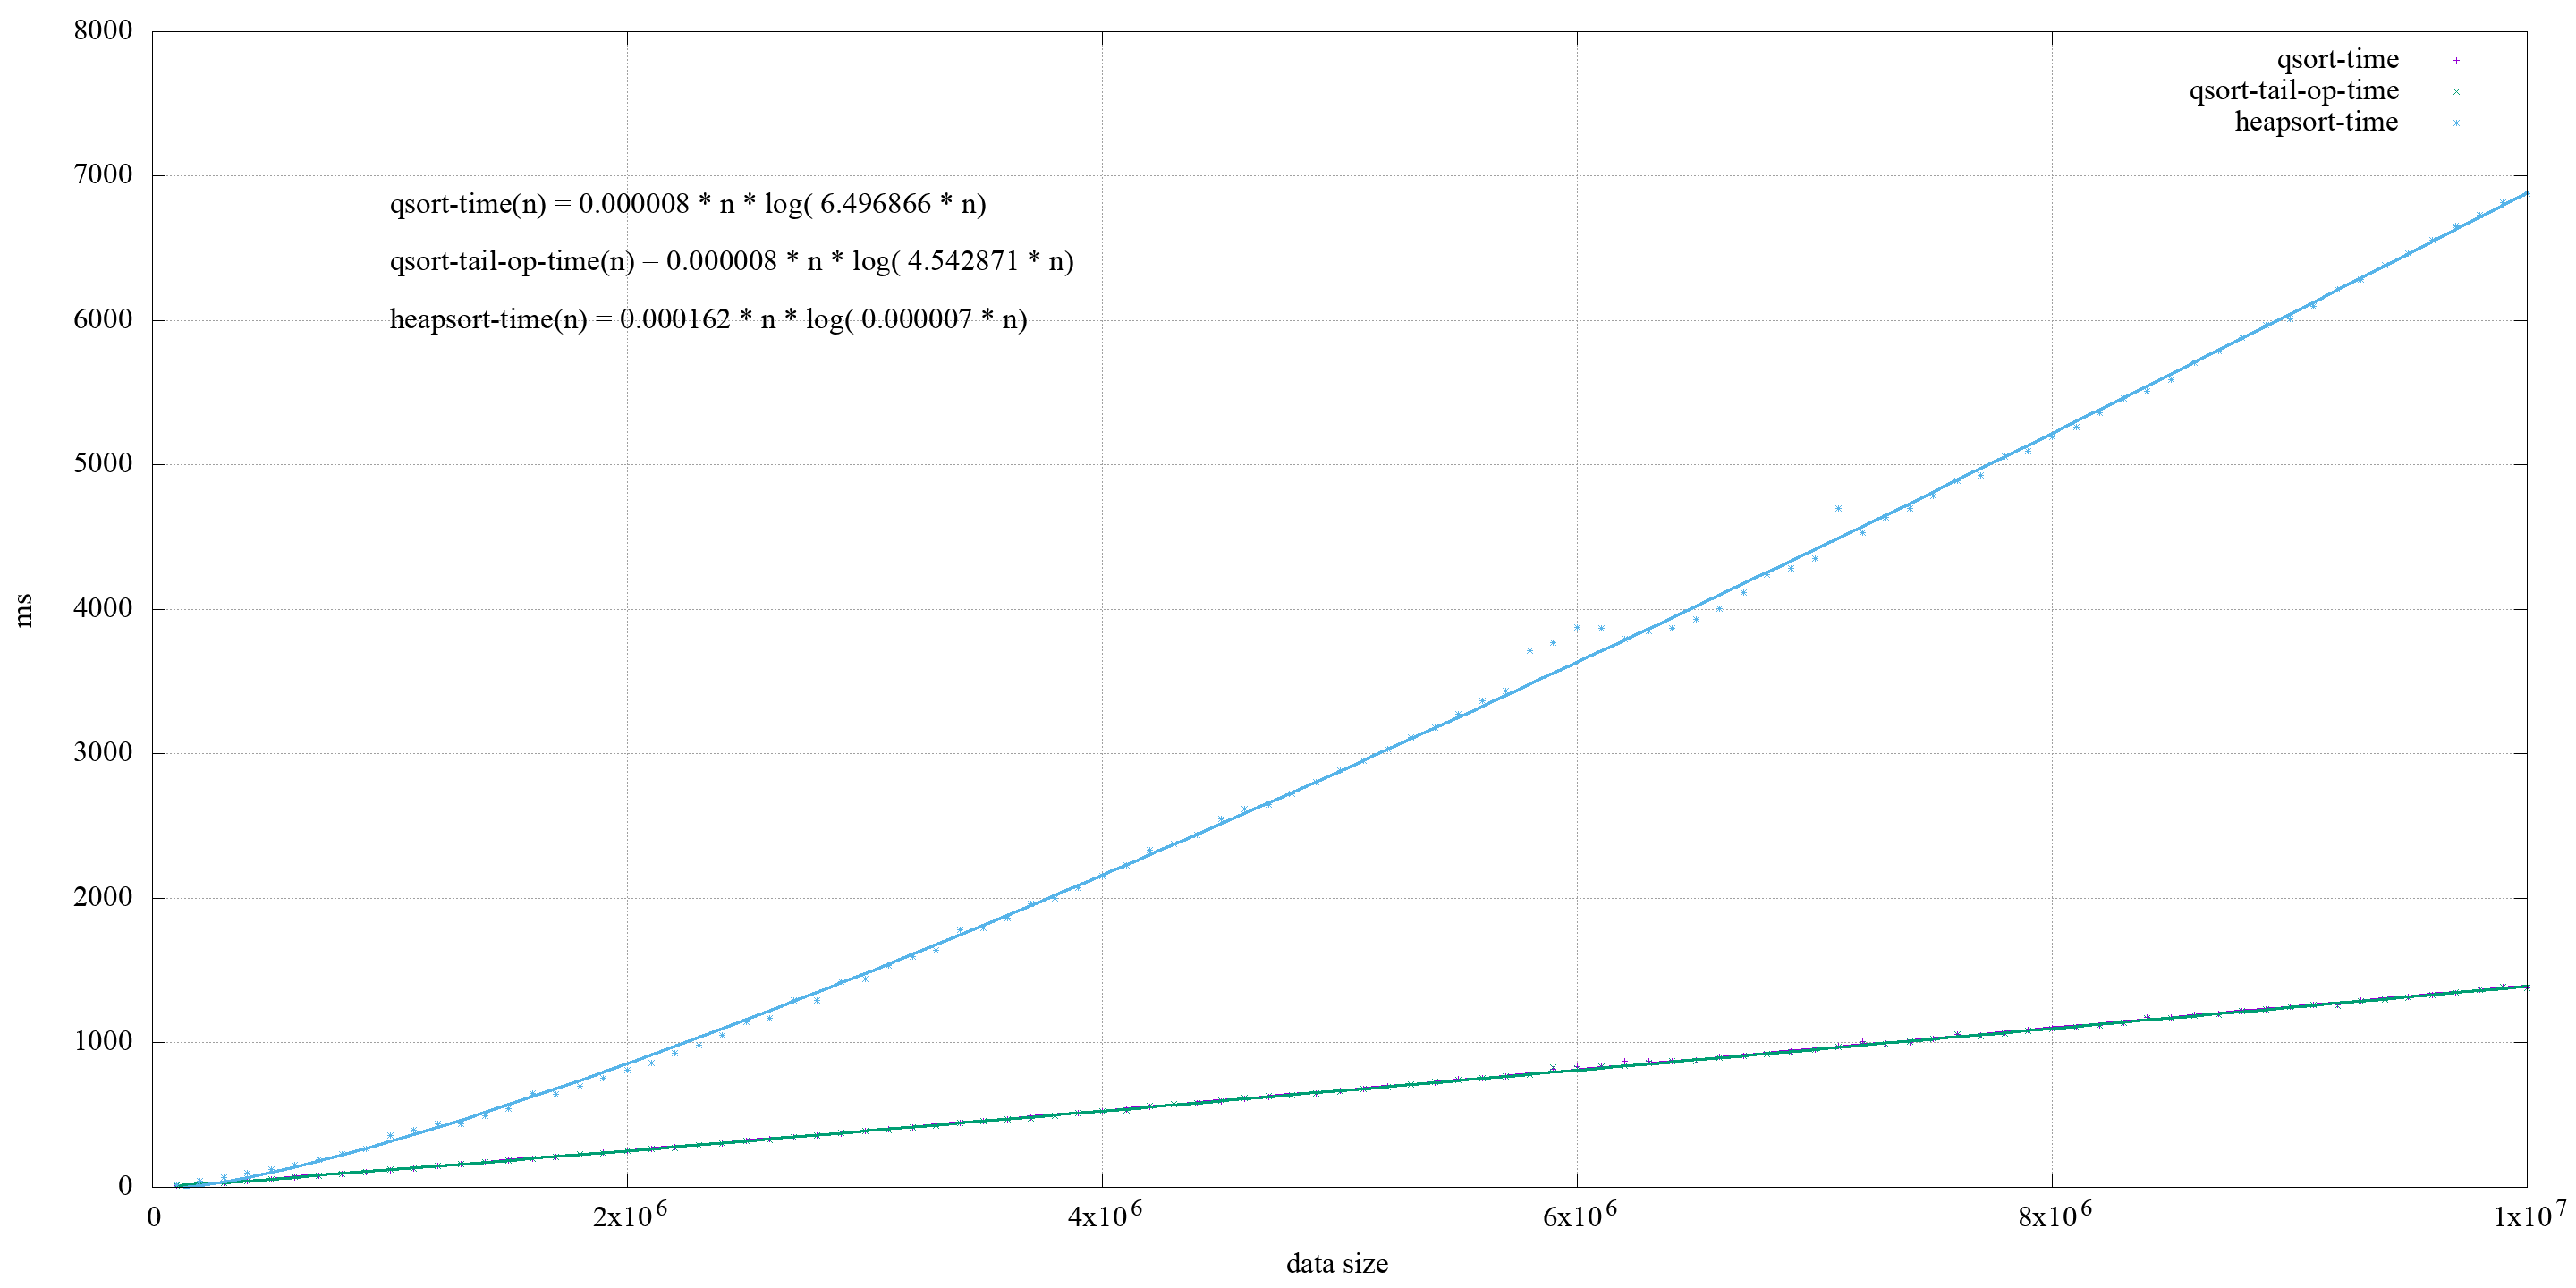 8000
qsort-time
qsort-tail-op-time
heapsort-time
7000
qsort-time(n) = 0.000008 * n * log( 6.496866 * n)
qsort-tail-op-time(n) = 0.000008 * n * log( 4.542871 * n)
6000
heapsort-time(n) = 0.000162 * n * log( 0.000007 * n)
5000
4000
ms
3000
2000
1000
0
0 2x10^6 4x10^6 6x10^6 8x10^6 1x10^7
data size